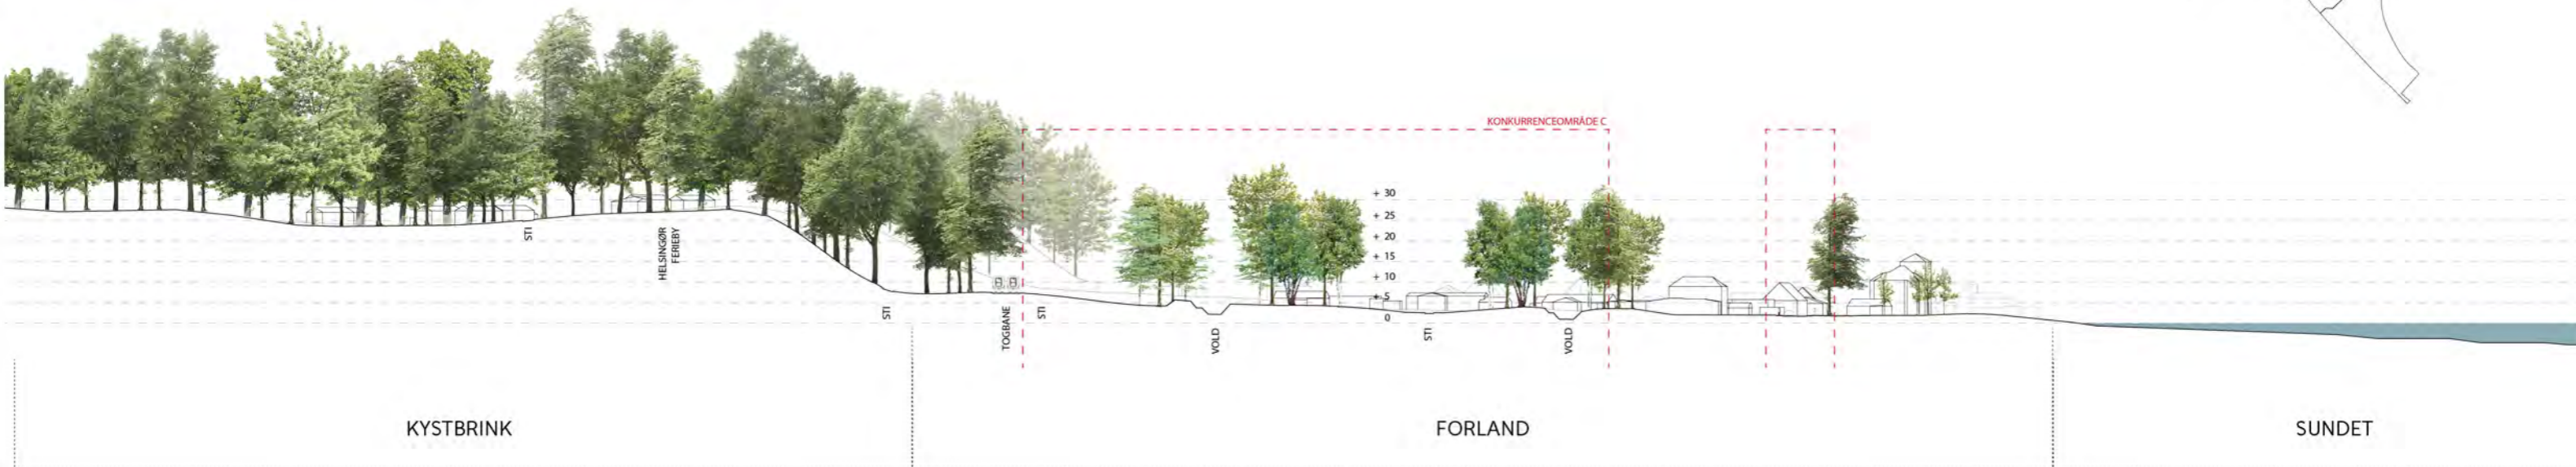 KONKURRENCEOMRÅDE C
+ 30
+ 25
+ 20
+ 15
+ 10
+ 5
0
STI
HELSINGØR
FERIEBY
STI
TOGBANE
STI
VOLD
STI
VOLD
KYSTBRINK
FORLAND
SUNDET